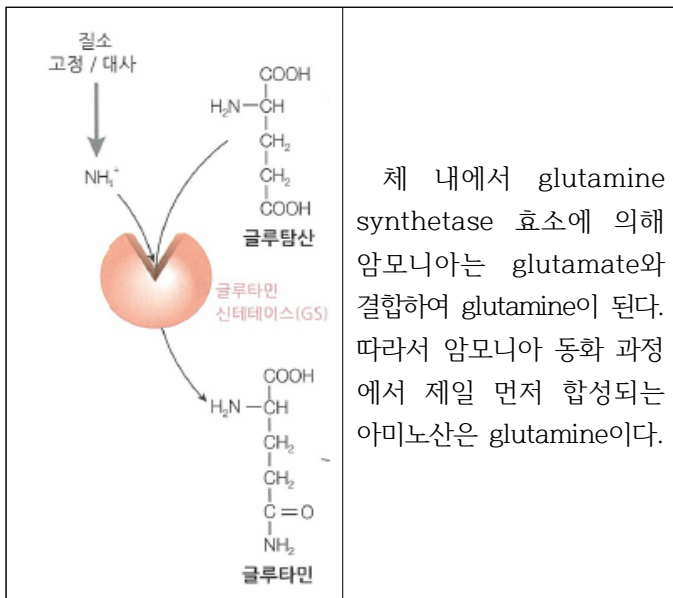 질소
고정 / 대사
NH₄⁺
COOH
H₂N—CH
CH₂
CH₂
COOH
글루탐산
글루타민
신테테이스(GS)
COOH
H₂N—CH
CH₂
CH₂
C=O
NH₂
글루타민
체 내에서 glutamine
synthetase 효소에 의해
암모니아는 glutamate와
결합하여 glutamine이 된다.
따라서 암모니아 동화 과정
에서 제일 먼저 합성되는
아미노산은 glutamine이다.